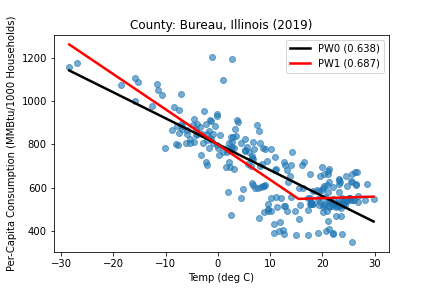 County: Bureau, Illinois (2019)
Per-Capita Consumption (MMBtu/1000 Households)
1200
1000
800
600
400
PW0 (0.638)
PW1 (0.687)
−30
−20
−10
0
10
20
30
Temp (deg C)